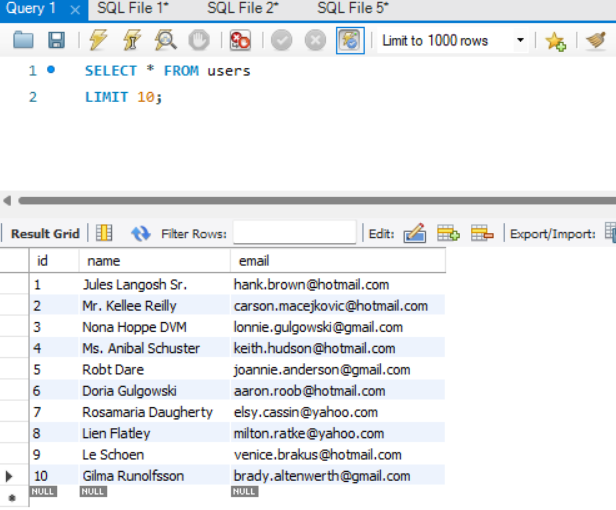 Query 1 × SQL File 1* SQL File 2* SQL File 5*
Limit to 1000 rows
1 SELECT * FROM users
2 LIMIT 10;
Result Grid Filter Rows: Edit: Export/Import:
id name email
1 Jules Langosh Sr. hank.brown@hotmail.com
2 Mr. Kellee Reilly carson.macejkovic@hotmail.com
3 Nona Hoppe DVM lonnie.gulgowski@gmail.com
4 Ms. Anibal Schuster keith.hudson@hotmail.com
5 Robt Dare joannie.anderson@gmail.com
6 Doria Gulgowski aaron.roob@hotmail.com
7 Rosamaria Daugherty elsy.cassin@yahoo.com
8 Lien Flatley milton.ratke@yahoo.com
9 Le Schoen venice.brakus@hotmail.com
10 Gilma Runolfsson brady.altenwerth@gmail.com
NULL NULL NULL